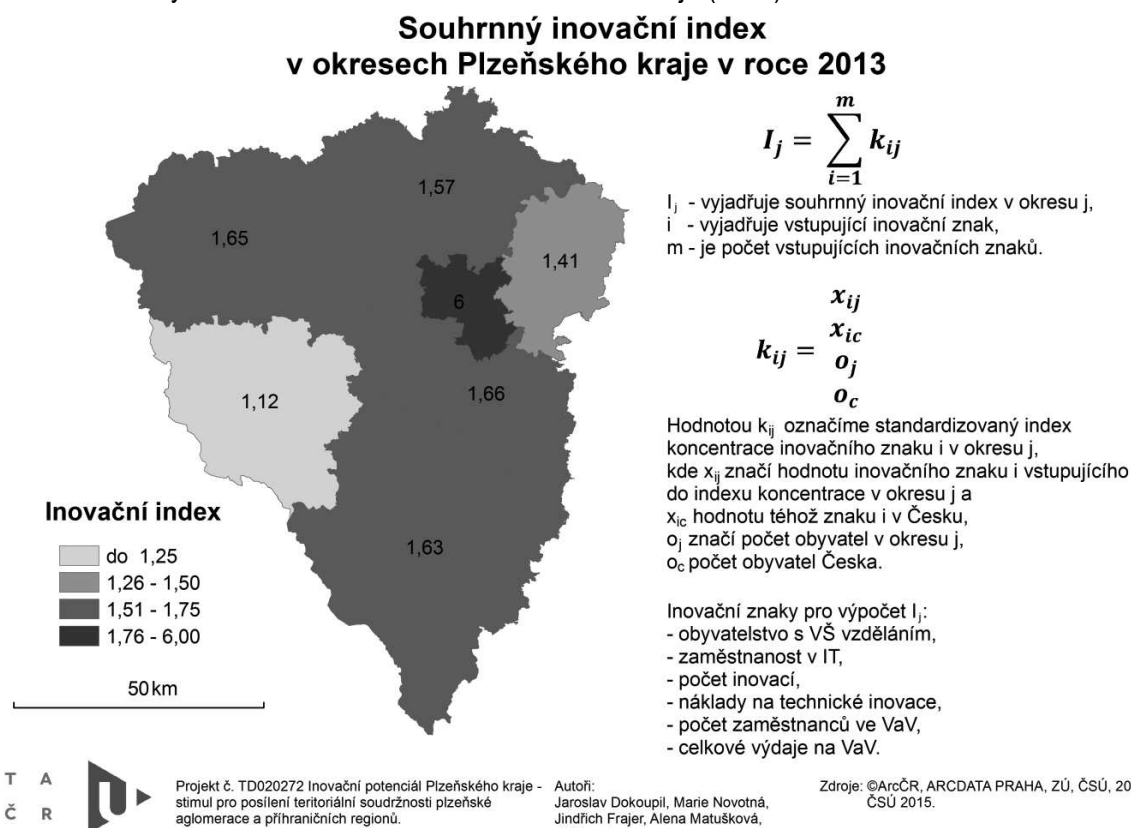 Souhrnný inovační index
v okresech Plzeňského kraje v roce 2013
1,57
1,65
1,41
6
1,12
1,66
1,63
Inovační index
do 1,25
1,26 - 1,50
1,51 - 1,75
1,76 - 6,00
50 km
I_j = m ∑ i=1 k_ij
I_j - vyjadřuje souhrnný inovační index v okresu j,
i - vyjadřuje vstupující inovační znak,
m - je počet vstupujících inovačních znaků.
x_ij
x_ic
k_ij =
o_j
o_c
Hodnotou k_ij označíme standardizovaný index
koncentrace inovačního znaku i v okresu j,
kde x_ij značí hodnotu inovačního znaku i vstupujícího
do indexu koncentrace v okresu j a
x_ic hodnotu téhož znaku i v Česku,
o_j značí počet obyvatel v okresu j,
o_c počet obyvatel Česka.
Inovační znaky pro výpočet I_j:
- obyvatelstvo s VŠ vzděláním,
- zaměstnanost v IT,
- počet inovací,
- náklady na technické inovace,
- počet zaměstnanců ve VaV,
- celkové výdaje na VaV.
T A
Č R
Projekt č. TD020272 Inovační potenciál Plzeňského kraje -
stimul pro posílení teritoriální soudržnosti plzeňské
aglomerace a příhraničních regionů.
Autoři:
Jaroslav Dokoupil, Marie Novotná,
Jindřich Frajer, Alena Matušková,
Zdroje: ©ArcČR, ARCDATA PRAHA, ZÚ, ČSÚ, 20
ČSÚ 2015.